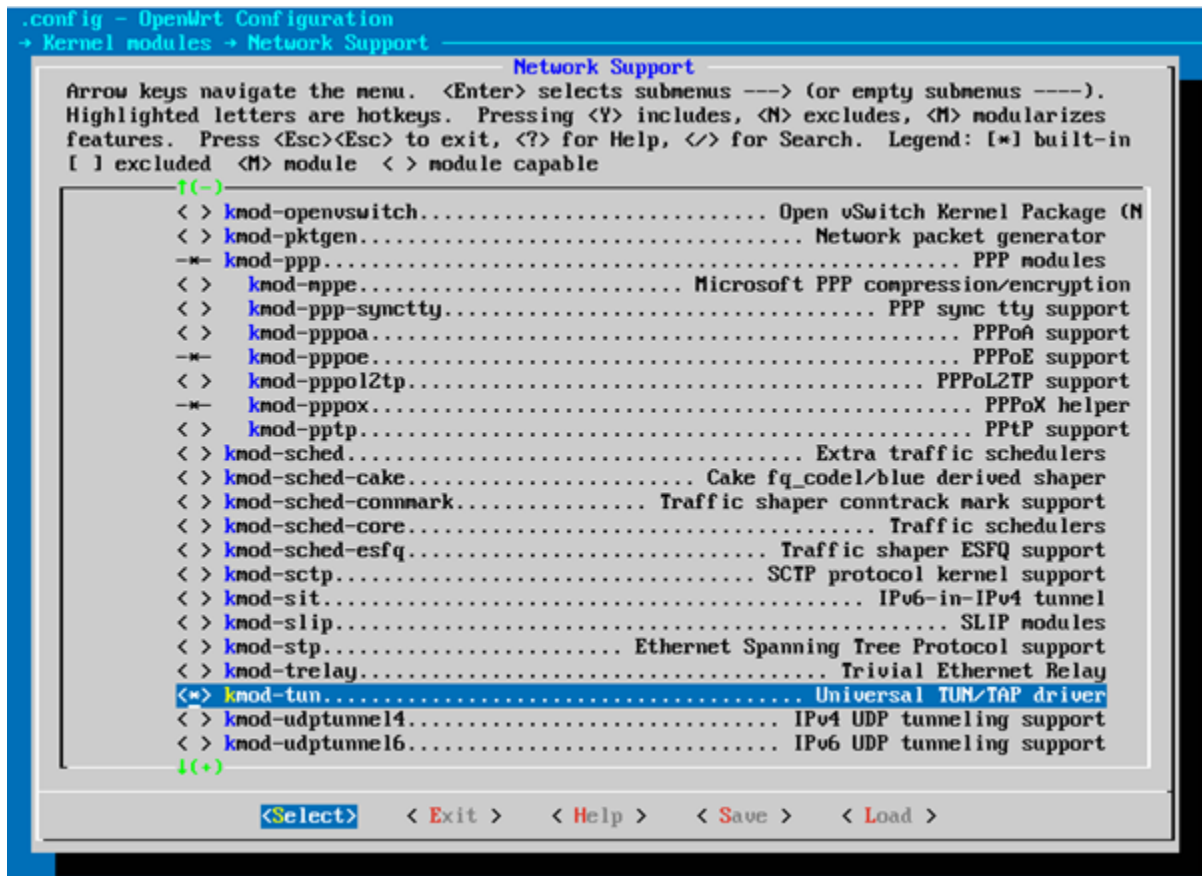 .config - OpenWrt Configuration
→ Kernel modules → Network Support
Network Support
Arrow keys navigate the menu.  <Enter> selects submenus ---> (or empty submenus ----).
Highlighted letters are hotkeys.  Pressing <Y> includes, <N> excludes, <M> modularizes
features.  Press <Esc><Esc> to exit, <?> for Help, </> for Search.  Legend: [*] built-in
[ ] excluded  <M> module  < > module capable
↑(-)
< > kmod-openvswitch............................. Open vSwitch Kernel Package (N
< > kmod-pktgen..................................... Network packet generator
-*- kmod-ppp..................................................... PPP modules
< >   kmod-mppe........................... Microsoft PPP compression/encryption
< >   kmod-ppp-synctty.................................... PPP sync tty support
< >   kmod-pppoa................................................. PPPoA support
-*-   kmod-pppoe................................................. PPPoE support
< >   kmod-pppol2tp........................................... PPPoL2TP support
-*-   kmod-pppox.................................................. PPPoX helper
< >   kmod-pptp................................................... PPtP support
< > kmod-sched....................................... Extra traffic schedulers
< > kmod-sched-cake........................ Cake fq_codel/blue derived shaper
< > kmod-sched-connmark................ Traffic shaper conntrack mark support
< > kmod-sched-core....................................... Traffic schedulers
< > kmod-sched-esfq.............................. Traffic shaper ESFQ support
< > kmod-sctp................................... SCTP protocol kernel support
< > kmod-sit............................................. IPv6-in-IPv4 tunnel
< > kmod-slip................................................... SLIP modules
< > kmod-stp........................ Ethernet Spanning Tree Protocol support
< > kmod-trelay....................................... Trivial Ethernet Relay
<*> kmod-tun........................................ Universal TUN/TAP driver
< > kmod-udptunnel4............................... IPv4 UDP tunneling support
< > kmod-udptunnel6............................... IPv6 UDP tunneling support
↓(+)
<Select>    < Exit >    < Help >    < Save >    < Load >